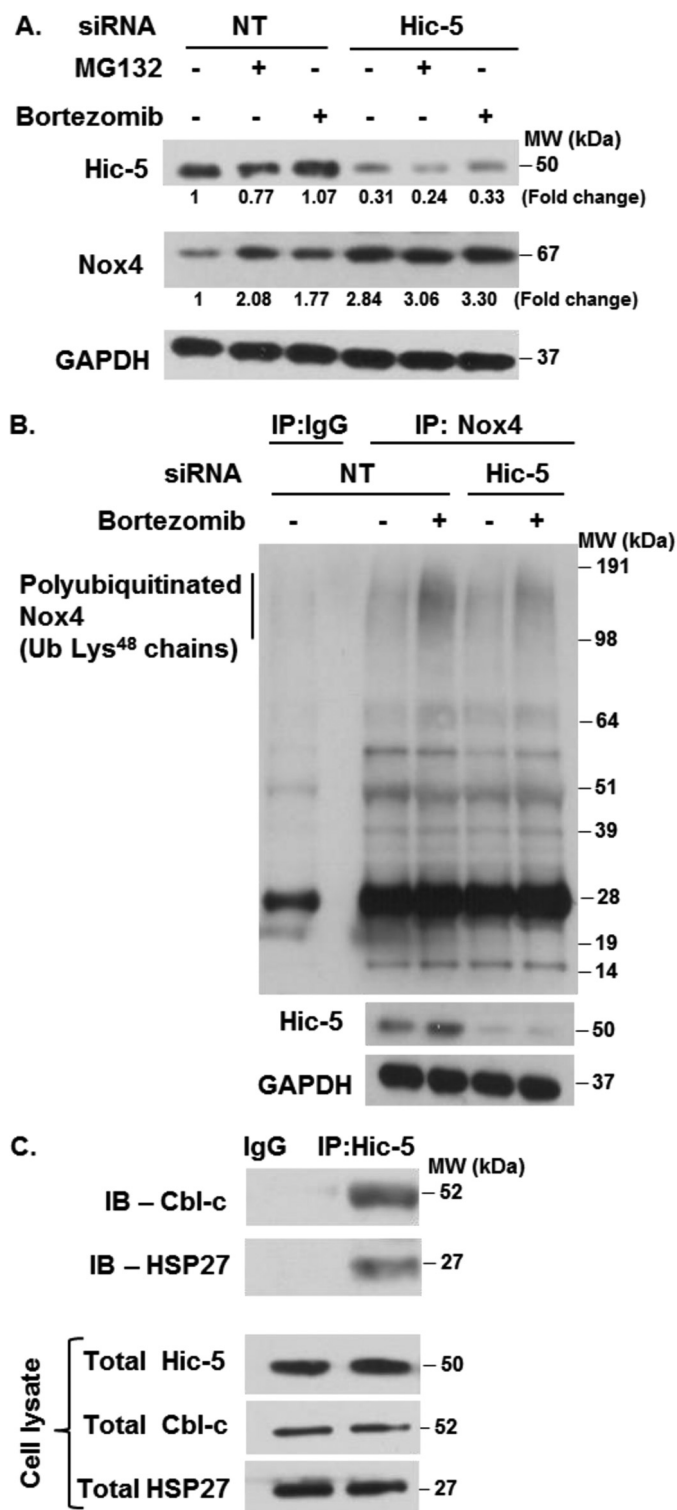 A. siRNA NT Hic-5
MG132 - + - - + -
Bortezomib - - + - - +
MW (kDa)
Hic-5 50
1 0.77 1.07 0.31 0.24 0.33 (Fold change)
Nox4 67
1 2.08 1.77 2.84 3.06 3.30 (Fold change)
GAPDH 37
B. IP:IgG IP: Nox4
siRNA NT Hic-5
Bortezomib - - + - +
MW (kDa)
191
Polyubiquitinated
Nox4
(Ub Lys⁴⁸ chains)
98
64
51
39
28
19
14
Hic-5 50
GAPDH 37
C. IgG IP:Hic-5
MW (kDa)
IB – Cbl-c 52
IB – HSP27 27
Cell lysate
Total Hic-5 50
Total Cbl-c 52
Total HSP27 27